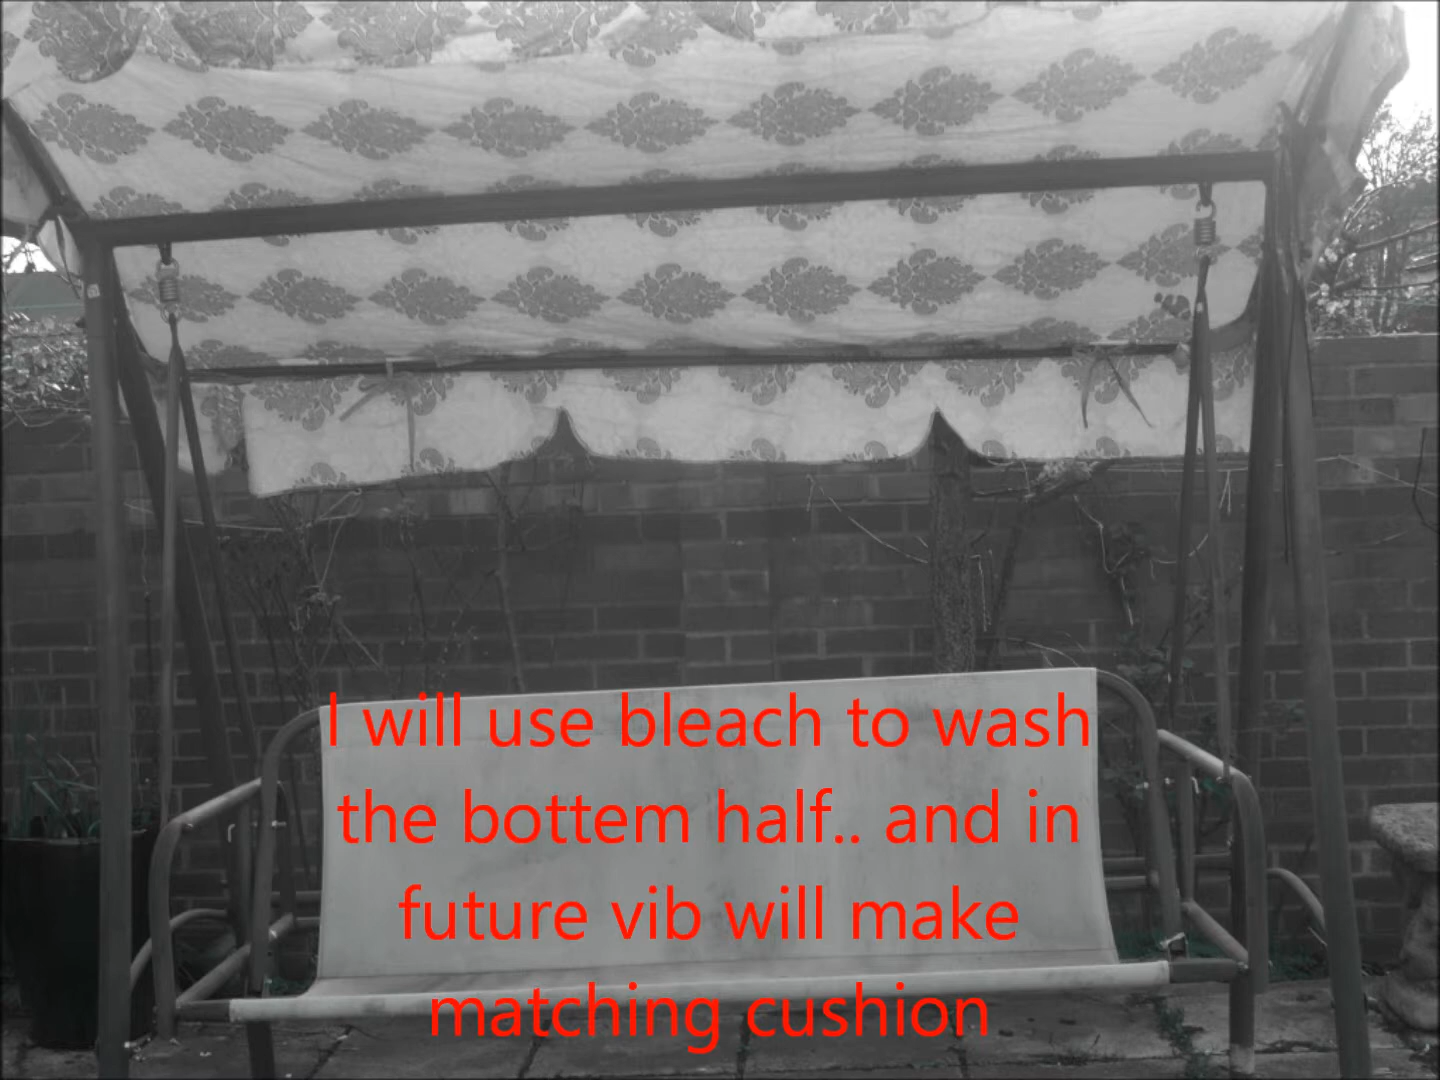 I will use bleach to wash
the bottem half.. and in
future vib will make
matching cushion